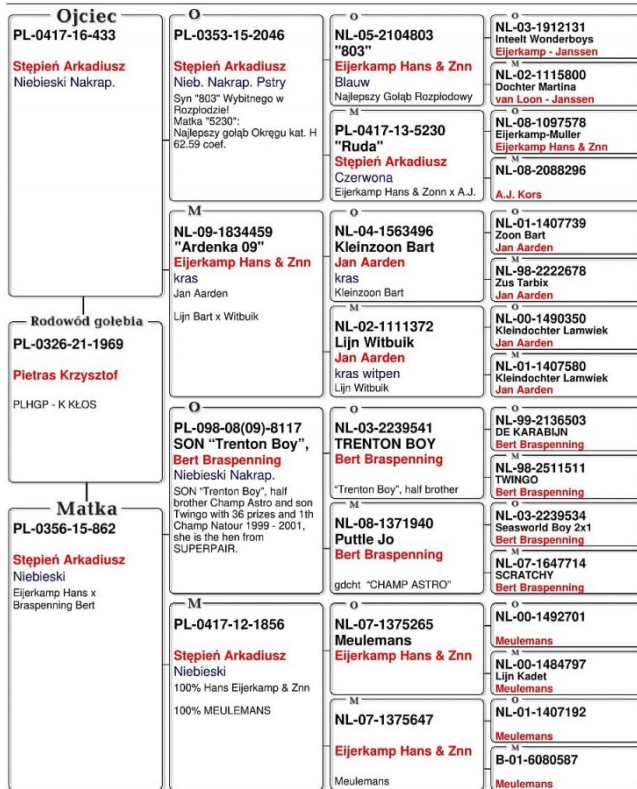 Ojciec
PL-0417-16-433
Stępień Arkadiusz
Niebieski Nakrap.
Rodowód gołębia
PL-0326-21-1969
Pietras Krzysztof
PLHGP - K KŁOS
Matka
PL-0356-15-862
Stępień Arkadiusz
Niebieski
Eijerkamp Hans x
Braspenning Bert
O
PL-0353-15-2046
Stępień Arkadiusz
Nieb. Nakrap. Pstry
Syn "803" Wybitnego w
Rozpłodzie!
Matka "5230":
Najlepszy gołąb Okręgu kat. H
62.59 coef.
M
NL-09-1834459
"Ardenka 09"
Eijerkamp Hans & Znn
kras
Jan Aarden
Lijn Bart x Witbuik
O
PL-098-08(09)-8117
SON "Trenton Boy",
Bert Braspenning
Niebieski Nakrap.
SON "Trenton Boy", half
brother Champ Astro and son
Twingo with 36 prizes and 1th
Champ Natour 1999 - 2001,
she is the hen from
SUPERPAIR.
M
PL-0417-12-1856
Stępień Arkadiusz
Niebieski
100% Hans Eijerkamp & Znn
100% MEULEMANS
O
NL-05-2104803
"803"
Eijerkamp Hans & Znn
Blauw
Najlepszy Gołąb Rozpłodowy
M
PL-0417-13-5230
"Ruda"
Stępień Arkadiusz
Czerwona
Eijerkamp Hans & Zonn x A.J.
O
NL-04-1563496
Kleinzoon Bart
Jan Aarden
kras
Kleinzoon Bart
M
NL-02-1111372
Lijn Witbuik
Jan Aarden
kras witpen
Lijn Witbuik
O
NL-03-2239541
TRENTON BOY
Bert Braspenning
"Trenton Boy", half brother
M
NL-08-1371940
Puttle Jo
Bert Braspenning
gdcht "CHAMP ASTRO"
O
NL-07-1375265
Meulemans
Eijerkamp Hans & Znn
M
NL-07-1375647
Eijerkamp Hans & Znn
Meulemans
O
NL-03-1912131
Inteelt Wonderboys
Eijerkamp - Janssen
M
NL-02-1115800
Dochter Martina
van Loon - Janssen
O
NL-08-1097578
Eijerkamp-Muller
Eijerkamp Hans & Znn
M
NL-08-2088296
A.J. Kors
O
NL-01-1407739
Zoon Bart
Jan Aarden
M
NL-98-2222678
Zus Tarbix
Jan Aarden
O
NL-00-1490350
Kleindochter Lamwiek
Jan Aarden
M
NL-01-1407580
Kleindochter Lamwiek
Jan Aarden
O
NL-99-2136503
DE KARABIJN
Bert Braspenning
M
NL-98-2511511
TWINGO
Bert Braspenning
O
NL-03-2239534
Seasworld Boy 2x1
Bert Braspenning
M
NL-07-1647714
SCRATCHY
Bert Braspenning
O
NL-00-1492701
Meulemans
M
NL-00-1484797
Lijn Kadet
Meulemans
O
NL-01-1407192
Meulemans
M
B-01-6080587
Meulemans